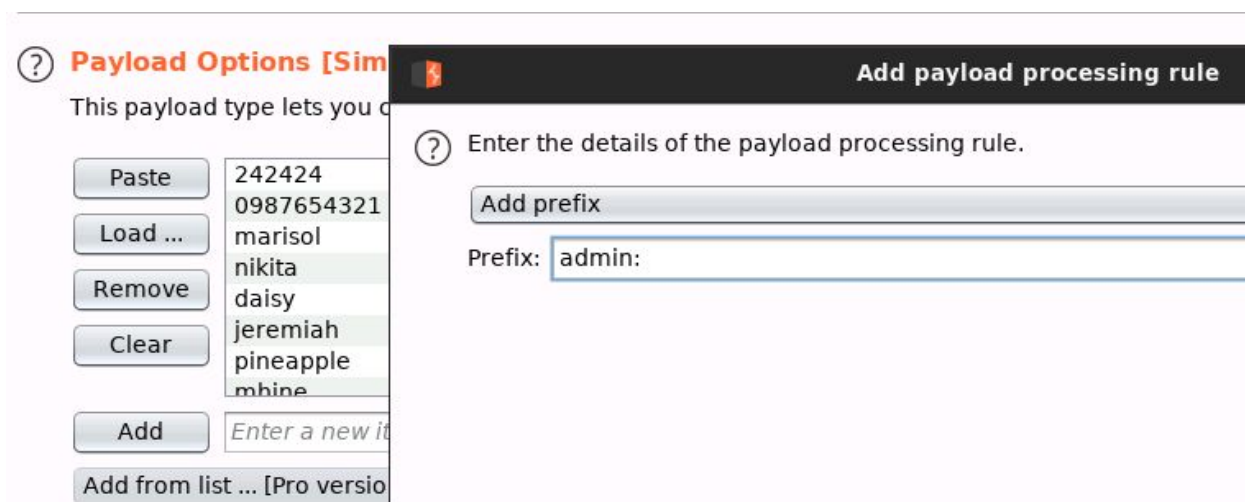 Payload Options [Sim
This payload type lets you c
Paste
Load ...
Remove
Clear
242424
0987654321
marisol
nikita
daisy
jeremiah
pineapple
mhine
Add
Enter a new it
Add from list ... [Pro versio
Add payload processing rule
Enter the details of the payload processing rule.
Add prefix
Prefix: admin: